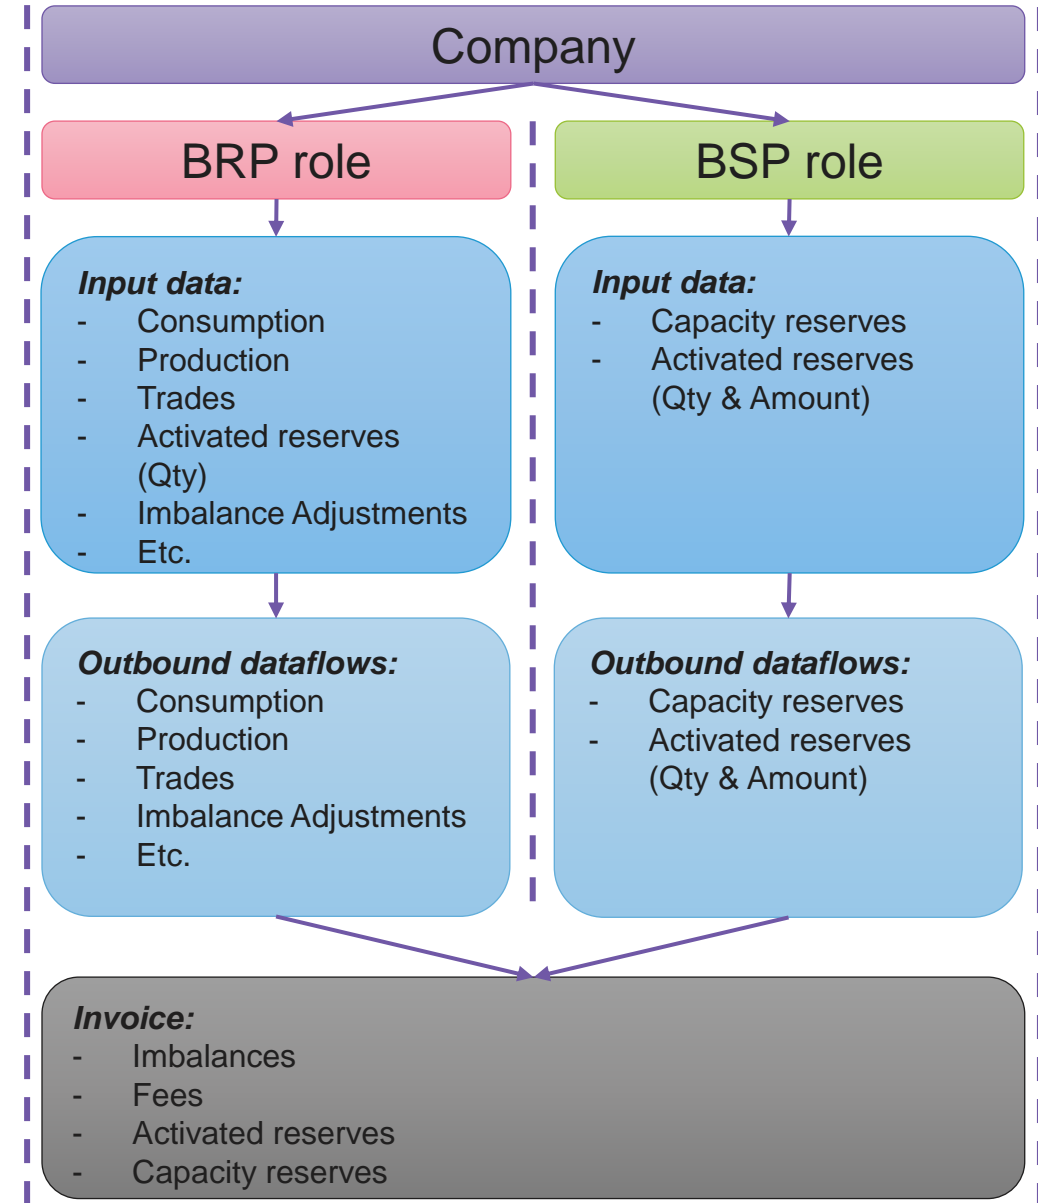 Company
BRP role
Input data:
- Consumption
- Production
- Trades
- Activated reserves
(Qty)
- Imbalance Adjustments
- Etc.
Outbound dataflows:
- Consumption
- Production
- Trades
- Imbalance Adjustments
- Etc.
BSP role
Input data:
- Capacity reserves
- Activated reserves
(Qty & Amount)
Outbound dataflows:
- Capacity reserves
- Activated reserves
(Qty & Amount)
Invoice:
- Imbalances
- Fees
- Activated reserves
- Capacity reserves